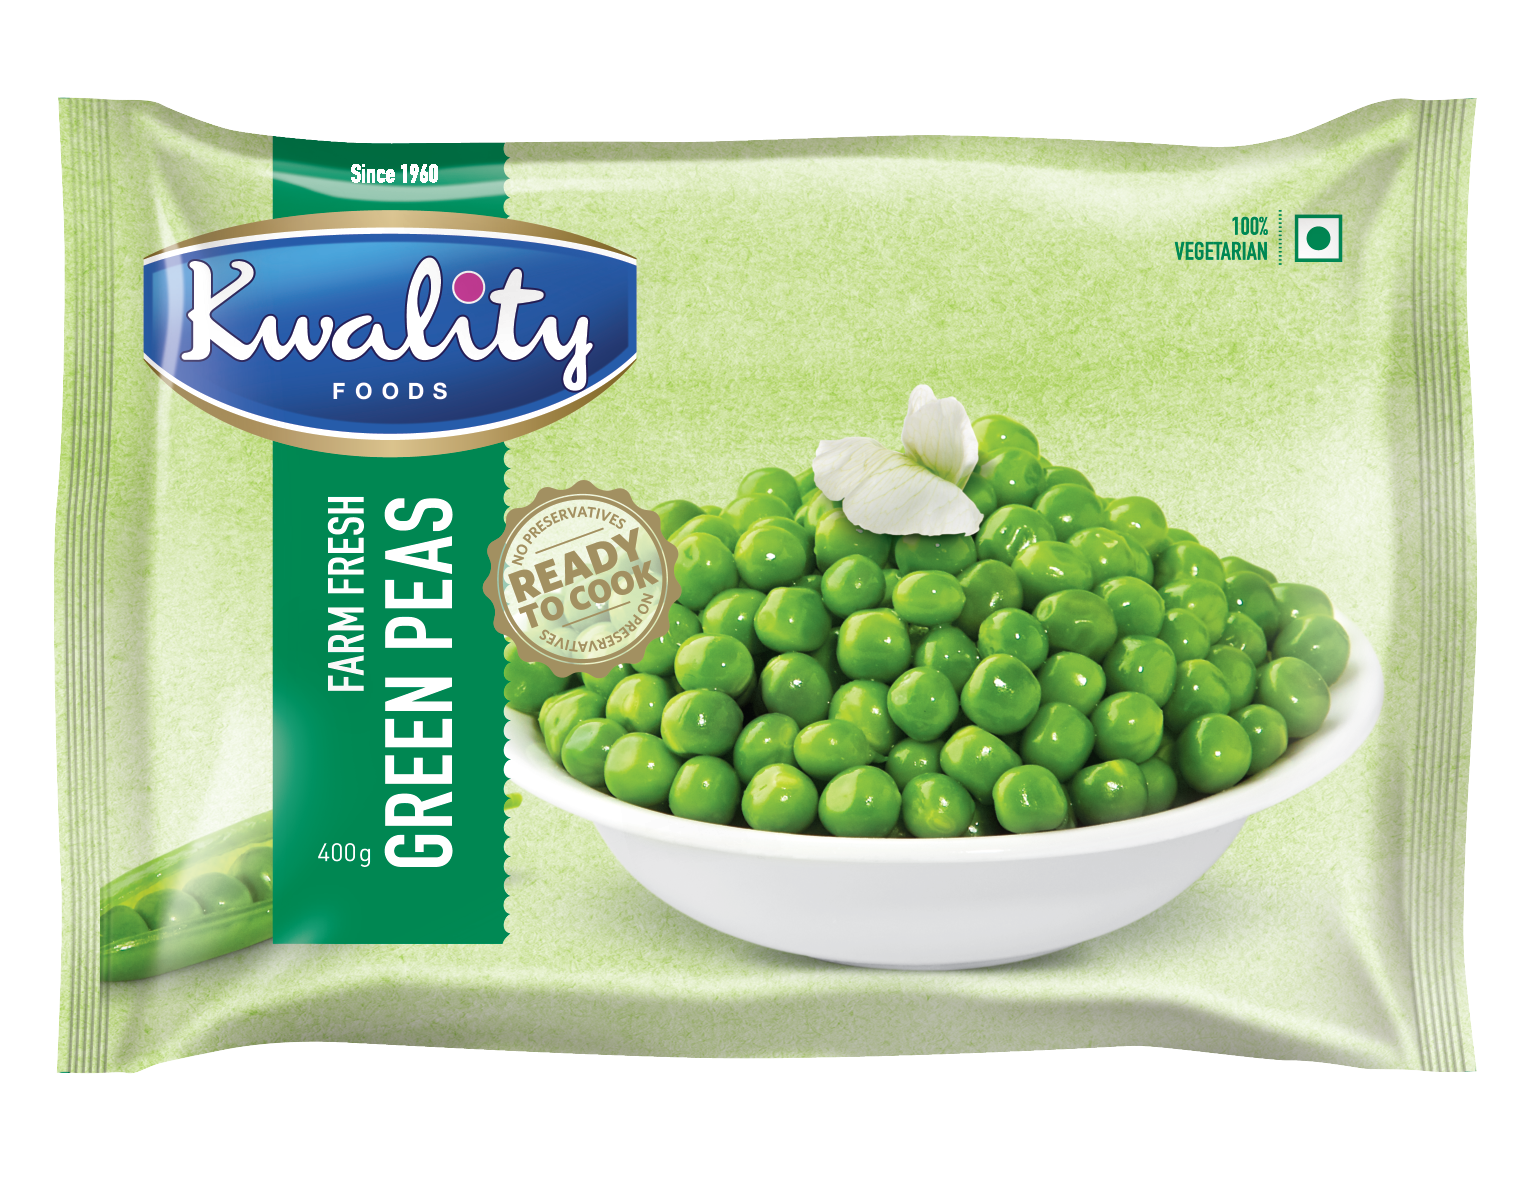 Since 1960
Kwality
FOODS
100%
VEGETARIAN
FARM FRESH
GREEN PEAS
400g
NO PRESERVATIVES
READY
TO COOK
NO PRESERVATIVES